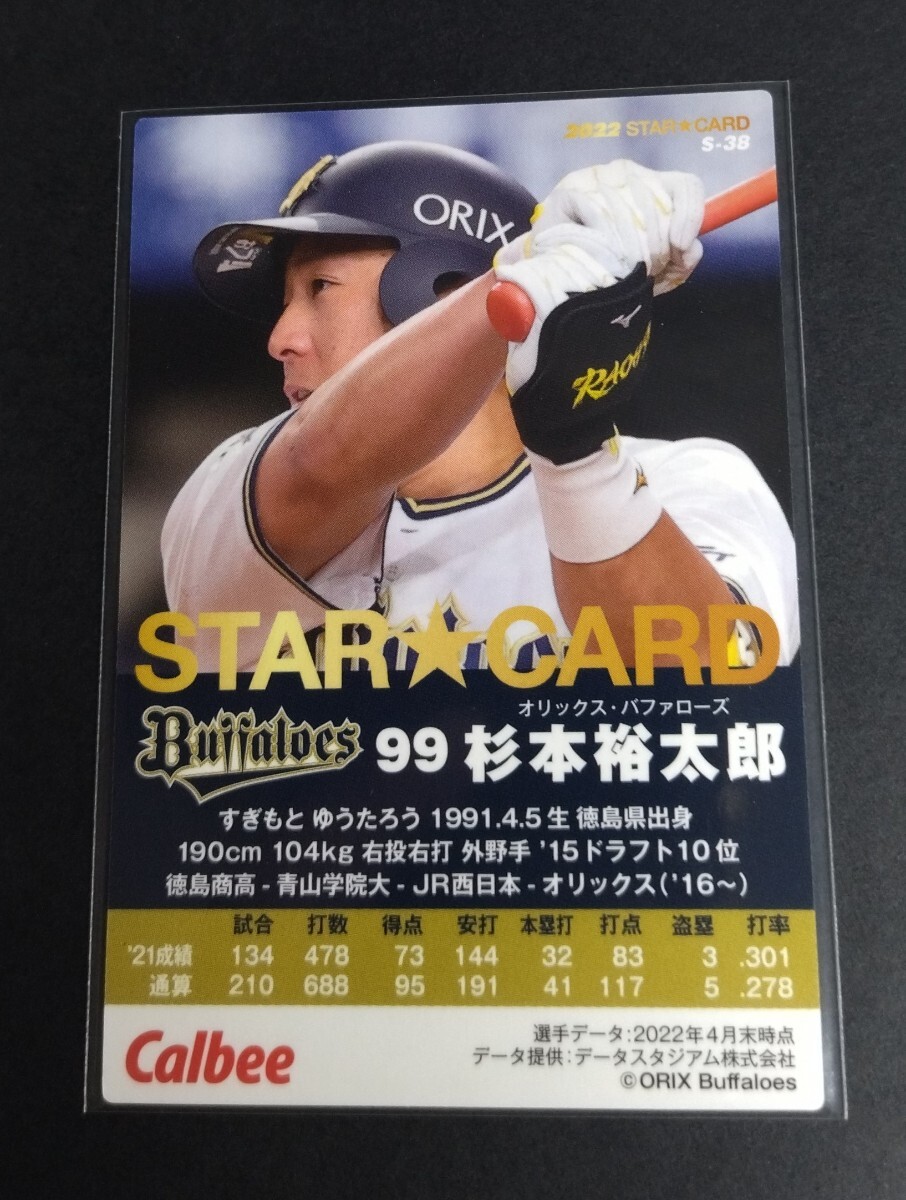 2022 STAR★CARD
S-38
ORIX
STAR★CARD
オリックス・バファローズ
Buffaloes 99 杉本裕太郎
すぎもと ゆうたろう 1991.4.5生 徳島県出身
190cm 104kg 右投右打 外野手 '15ドラフト10位
徳島商高-青山学院大-JR西日本-オリックス('16〜)
試合 打数 得点 安打 本塁打 打点 盗塁 打率
'21成績 134 478 73 144 32 83 3 .301
通算 210 688 95 191 41 117 5 .278
Calbee
選手データ:2022年4月末時点
データ提供:データスタジアム株式会社
©ORIX Buffaloes